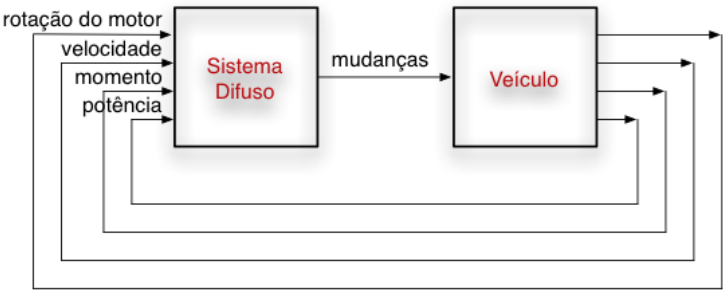 rotação do motor
velocidade
momento
potência
Sistema
Difuso
mudanças
Veículo